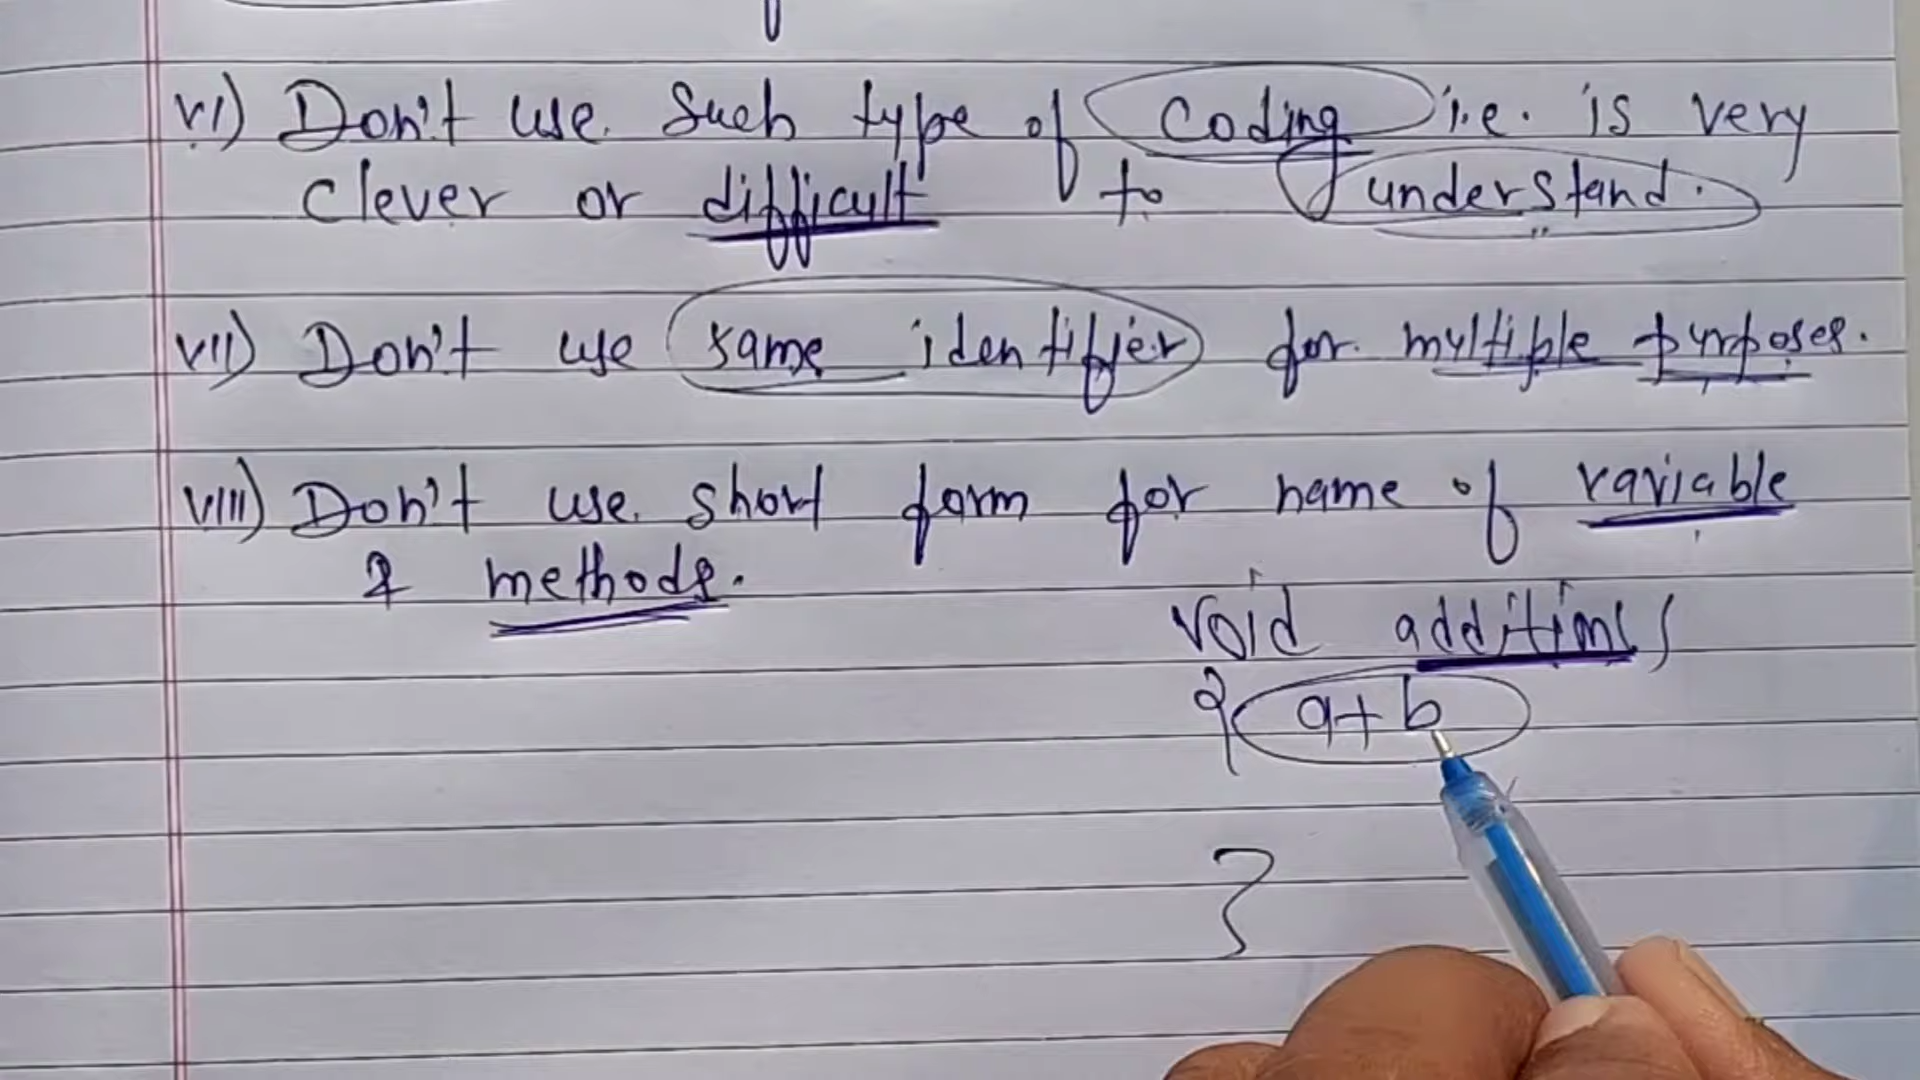 vi) Don't use such type of coding i.e. is very
clever or difficult to understand.
vii) Don't use same identifier for multiple purposes.
viii) Don't use short form for name of variable
& methods.
void addition()
{ a+b
}